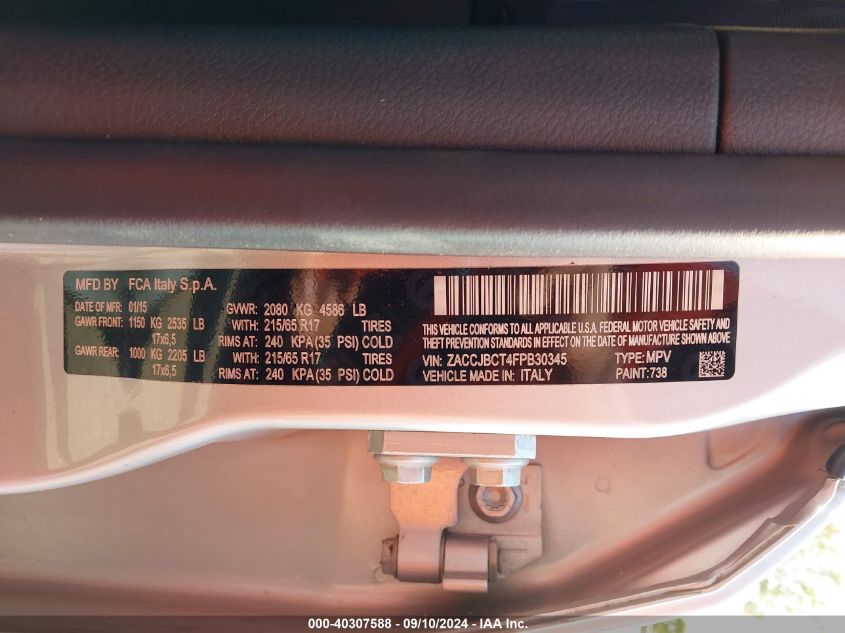 MFD BY FCA Italy S.p.A.
DATE OF MFR: 01/15 GVWR: 2080 KG 4586 LB
GAWR FRONT: 1150 KG 2535 LB WITH: 215/65 R17 TIRES
17x6,5 RIMS AT: 240 KPA(35 PSI) COLD
GAWR REAR: 1000 KG 2205 LB WITH: 215/65 R17 TIRES
17x6,5 RIMS AT: 240 KPA(35 PSI) COLD
THIS VEHICLE CONFORMS TO ALL APPLICABLE U.S.A. FEDERAL MOTOR VEHICLE SAFETY AND
THEFT PREVENTION STANDARDS IN EFFECT ON THE DATE OF MANUFACTURE SHOWN ABOVE
VIN: ZACCJBCT4FPB30345 TYPE: MPV
VEHICLE MADE IN: ITALY PAINT:738
000-40307588 - 09/10/2024 - IAA Inc.